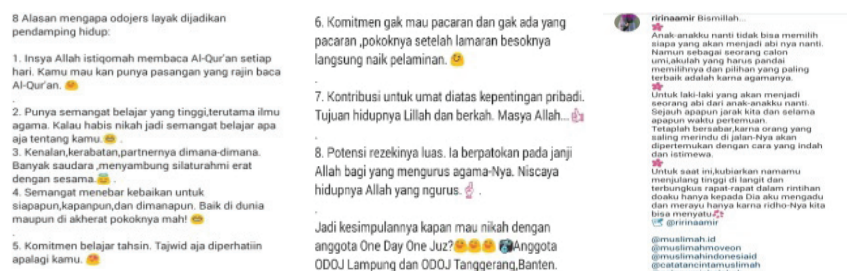 8 Alasan mengapa odojers layak dijadikan
pendamping hidup:
1. Insya Allah istiqomah membaca Al-Qur'an setiap
hari. Kamu mau kan punya pasangan yang rajin baca
Al-Qur'an. 😊
.
2. Punya semangat belajar yang tinggi,terutama ilmu
agama. Kalau habis nikah jadi semangat belajar apa
aja tentang kamu.😁 .
3. Kenalan,kerabat,partnernya dimana-dimana.
Banyak saudara ,menyambung silaturahmi erat
dengan sesama.😇 .
4. Semangat menebar kebaikan untuk
siapapun,kapanpun,dan dimanapun. Baik di dunia
maupun di akherat pokoknya mah! 😁
.
5. Komitmen belajar tahsin. Tajwid aja diperhatiin
apalagi kamu. 😍
6. Komitmen gak mau pacaran dan gak ada yang
pacaran ,pokoknya setelah lamaran besoknya
langsung naik pelaminan. 😊
.
7. Kontribusi untuk umat diatas kepentingan pribadi.
Tujuan hidupnya Lillah dan berkah. Masya Allah...👍
.
8. Potensi rezekinya luas. Ia berpatokan pada janji
Allah bagi yang mengurus agama-Nya. Niscaya
hidupnya Allah yang ngurus.☝ .
Jadi kesimpulannya kapan mau nikah dengan
anggota One Day One Juz?😊😊😊 Anggota
ODOJ Lampung dan ODOJ Tanggerang,Banten.
ririnaamir Bismillah...
🌸
Anak-anakku nanti tidak bisa memilih
siapa yang akan menjadi abi nya nanti.
Namun sebagai seorang calon
umi,akulah yang harus pandai
memilihnya dan pilihan yang paling
terbaik adalah karna agamanya.
🌸
Untuk laki-laki yang akan menjadi
seorang abi dari anak-anakku nanti.
Sejauh apapun jarak kita dan selama
apapun waktu pertemuan.
Tetaplah bersabar,karna orang yang
saling merindu di jalan-Nya akan
dipertemukan dengan cara yang indah
dan istimewa.
🌸
Untuk saat ini,kubiarkan namamu
menjulang tinggi di langit dan
terbungkus rapat-rapat dalam rintihan
doaku hanya kepada Dia aku mengadu
dan merayu hanya karna ridho-Nya kita
bisa menyatu💞
@ririnaamir
@muslimah.id
@muslimahmoveon
@muslimahindonesiaid
@catatancintamuslimah